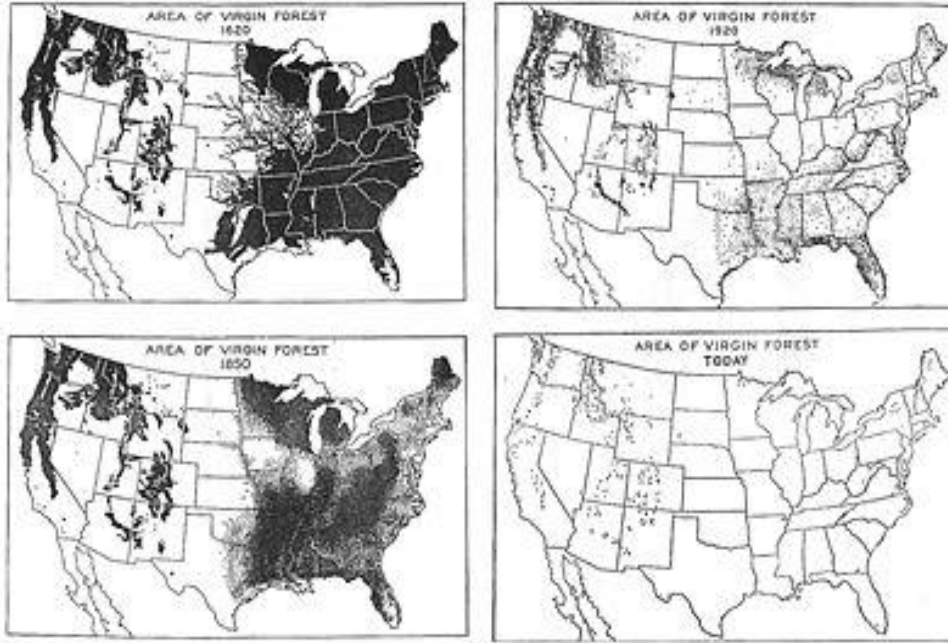 AREA OF VIRGIN FOREST
1620
AREA OF VIRGIN FOREST
1920
AREA OF VIRGIN FOREST
1850
AREA OF VIRGIN FOREST
TODAY